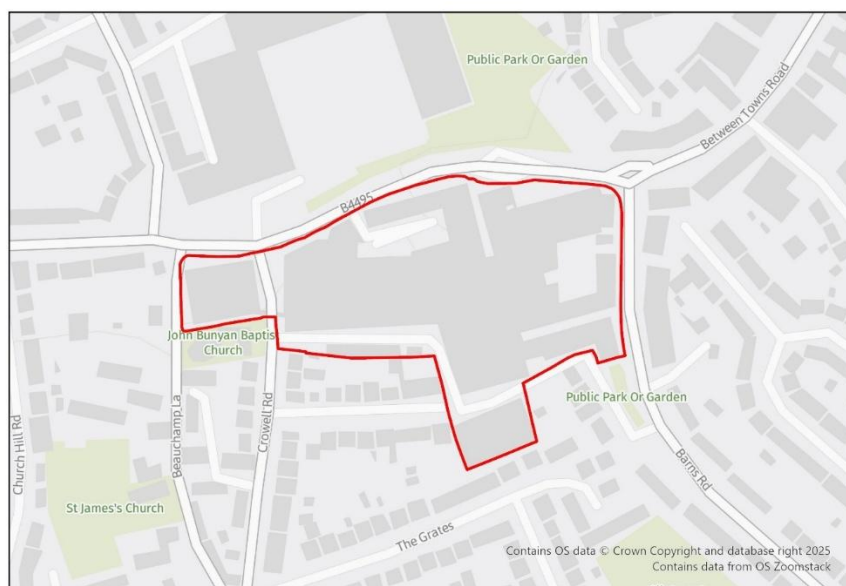 Public Park Or Garden
Between Towns Road
B4495
John Bunyan Baptis
Church
Public Park Or Garden
Church Hill Rd
Beauchamp La
Crowell Rd
Barns Rd
St James's Church
The Grates
Contains OS data © Crown Copyright and database right 2025
Contains data from OS Zoomstack